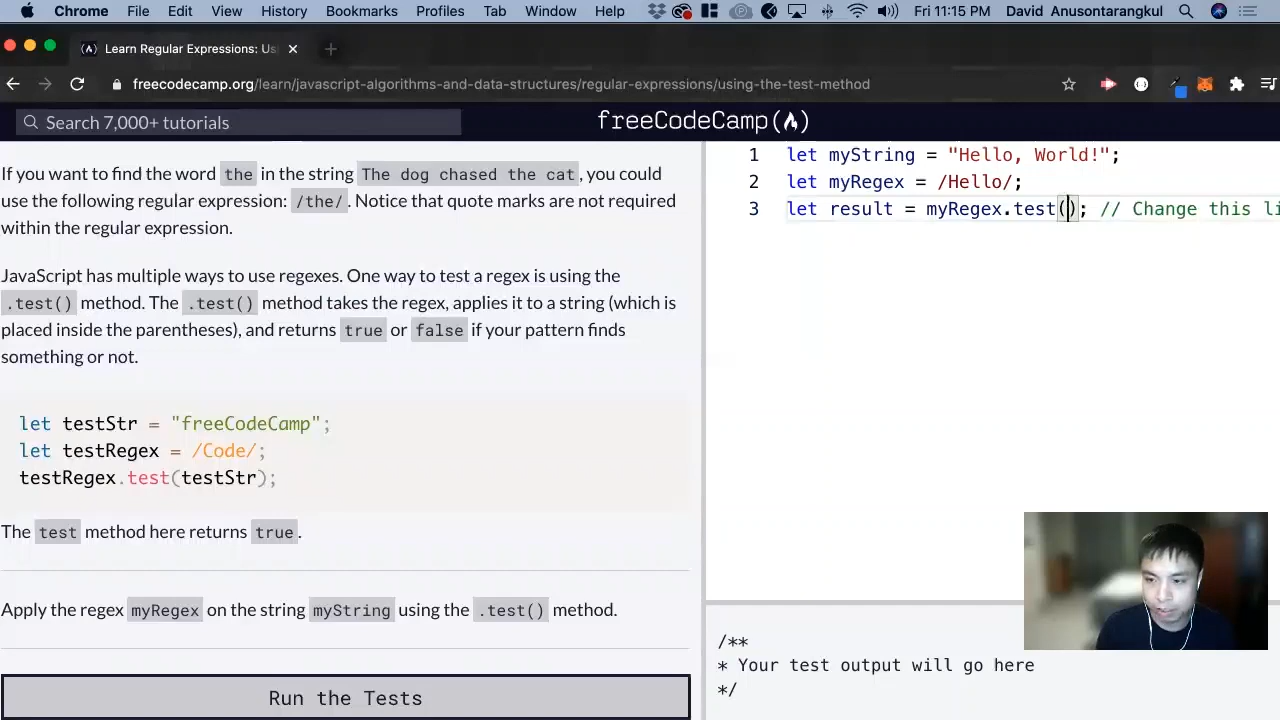 Chrome File Edit View History Bookmarks Profiles Tab Window Help Fri 11:15 PM David Anusontarangkul
Learn Regular Expressions: Us
freecodecamp.org/learn/javascript-algorithms-and-data-structures/regular-expressions/using-the-test-method
Search 7,000+ tutorials
freeCodeCamp
If you want to find the word the in the string The dog chased the cat, you could
use the following regular expression: /the/. Notice that quote marks are not required
within the regular expression.
JavaScript has multiple ways to use regexes. One way to test a regex is using the
.test() method. The .test() method takes the regex, applies it to a string (which is
placed inside the parentheses), and returns true or false if your pattern finds
something or not.
let testStr = "freeCodeCamp";
let testRegex = /Code/;
testRegex.test(testStr);
The test method here returns true.
Apply the regex myRegex on the string myString using the .test() method.
Run the Tests
1 let myString = "Hello, World!";
2 let myRegex = /Hello/;
3 let result = myRegex.test(); // Change this li
/**
* Your test output will go here
*/